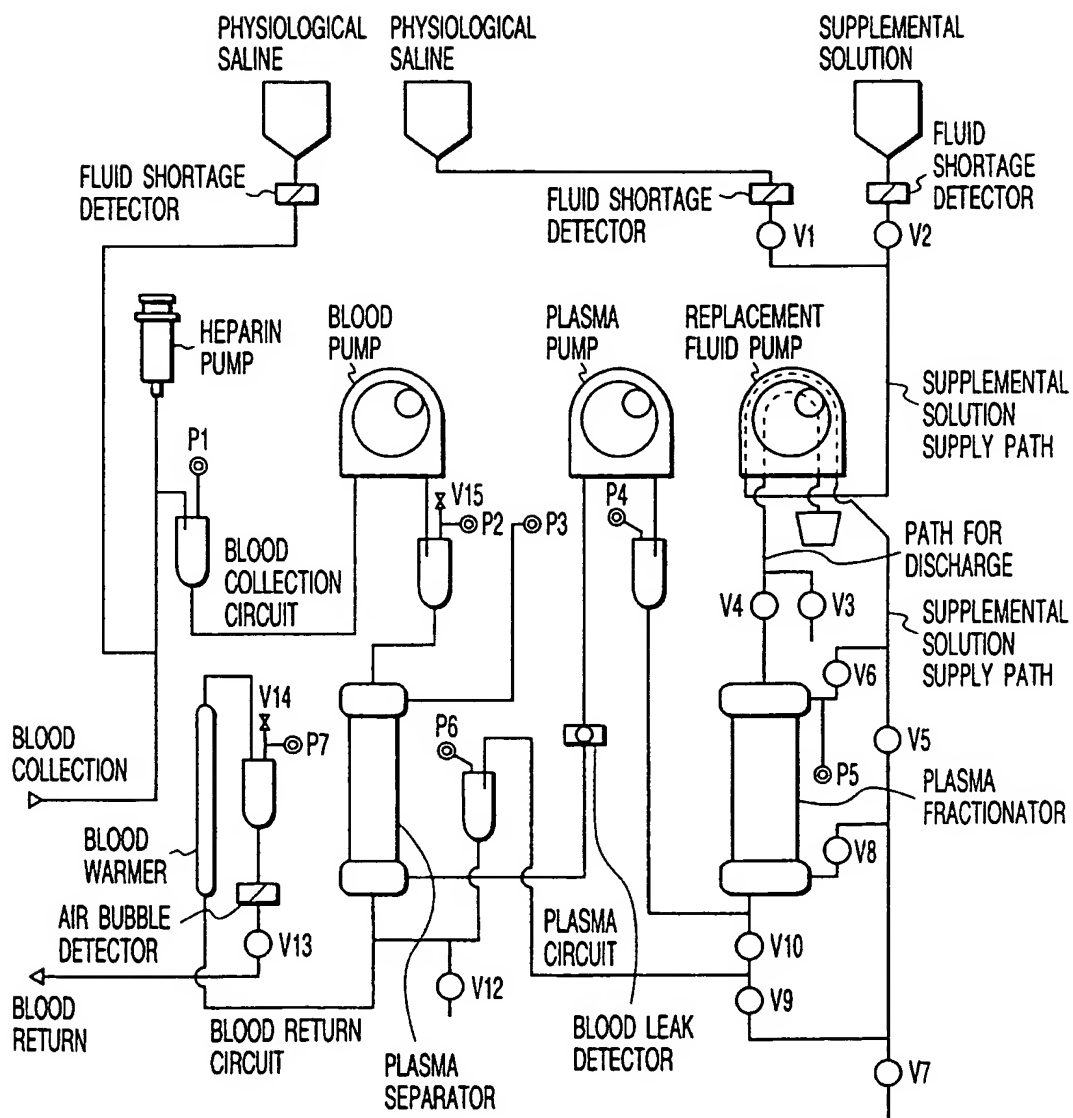 PHYSIOLOGICAL
SALINE
PHYSIOLOGICAL
SALINE
SUPPLEMENTAL
SOLUTION
FLUID SHORTAGE
DETECTOR
FLUID SHORTAGE
DETECTOR
FLUID
SHORTAGE
DETECTOR
V1
V2
HEPARIN
PUMP
BLOOD
PUMP
PLASMA
PUMP
REPLACEMENT
FLUID PUMP
SUPPLEMENTAL
SOLUTION
SUPPLY PATH
P1
V15
P2
P3
P4
BLOOD
COLLECTION
CIRCUIT
PATH FOR
DISCHARGE
V4
V3
SUPPLEMENTAL
SOLUTION
SUPPLY PATH
V6
V14
P7
P6
V5
P5
BLOOD
COLLECTION
PLASMA
FRACTIONATOR
BLOOD
WARMER
V8
AIR BUBBLE
DETECTOR
V13
PLASMA
CIRCUIT
V10
V12
V9
BLOOD
RETURN
BLOOD RETURN
CIRCUIT
PLASMA
SEPARATOR
BLOOD LEAK
DETECTOR
V7